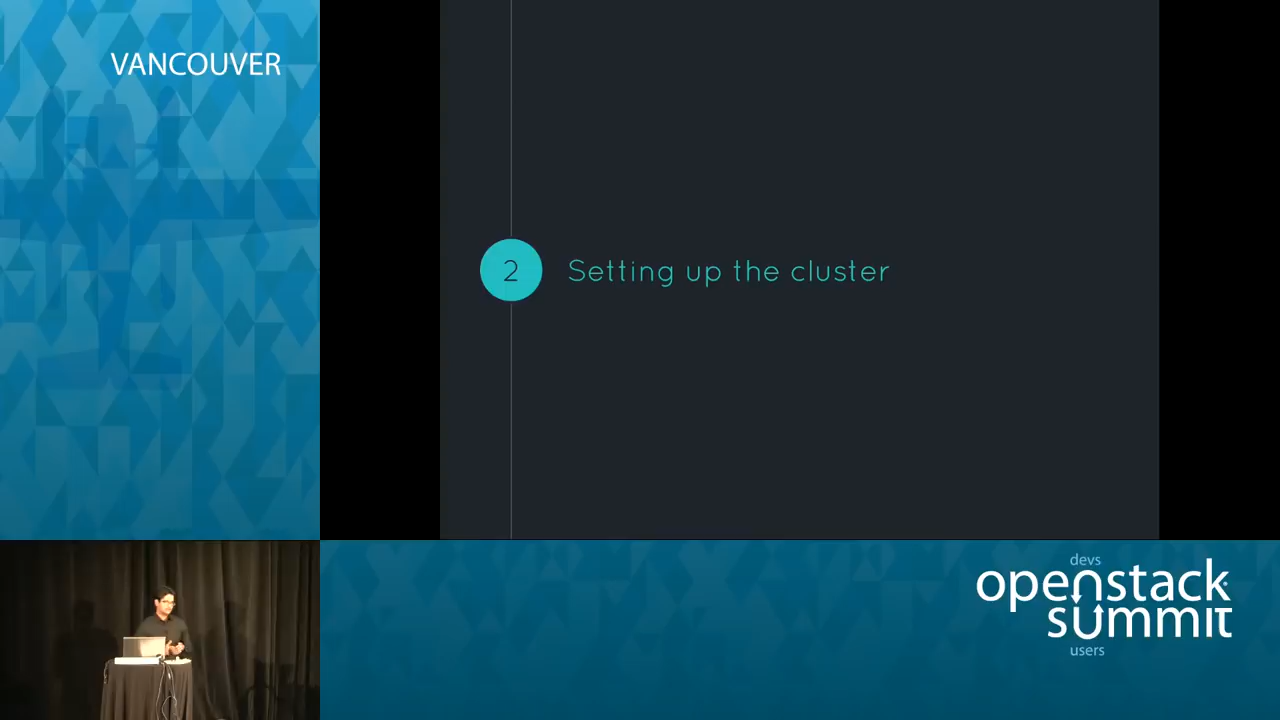 VANCOUVER
2 Setting up the cluster
devs
openstack
summit
users